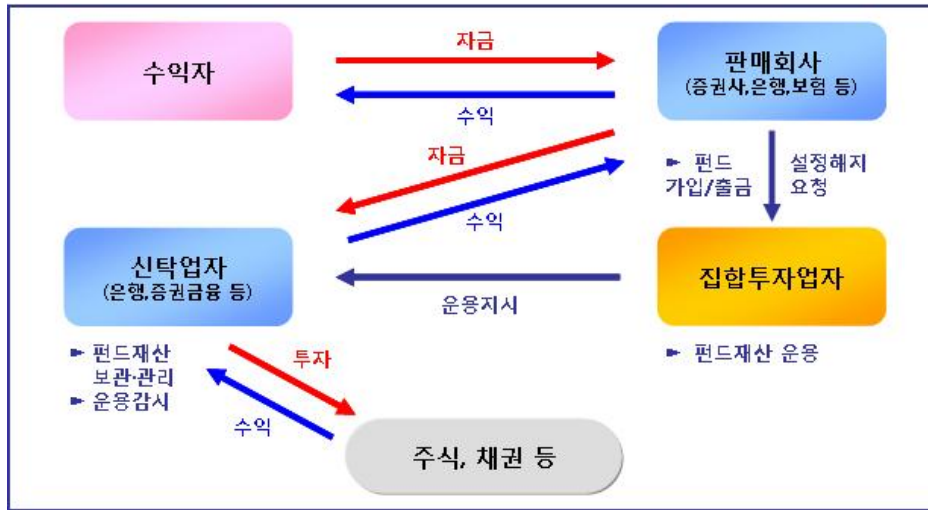 수익자
자금
수익
판매회사
(증권사,은행,보험 등)
자금
수익
► 펀드
가입/출금
설정해지
요청
신탁업자
(은행,증권금융 등)
운용지시
집합투자업자
► 펀드재산
보관·관리
► 운용감시
투자
수익
► 펀드재산 운용
주식, 채권 등